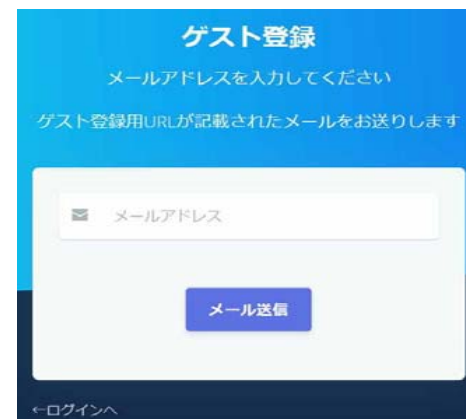 ゲスト登録
メールアドレスを入力してください
ゲスト登録用URLが記載されたメールをお送りします
メールアドレス
メール送信
←ログインへ